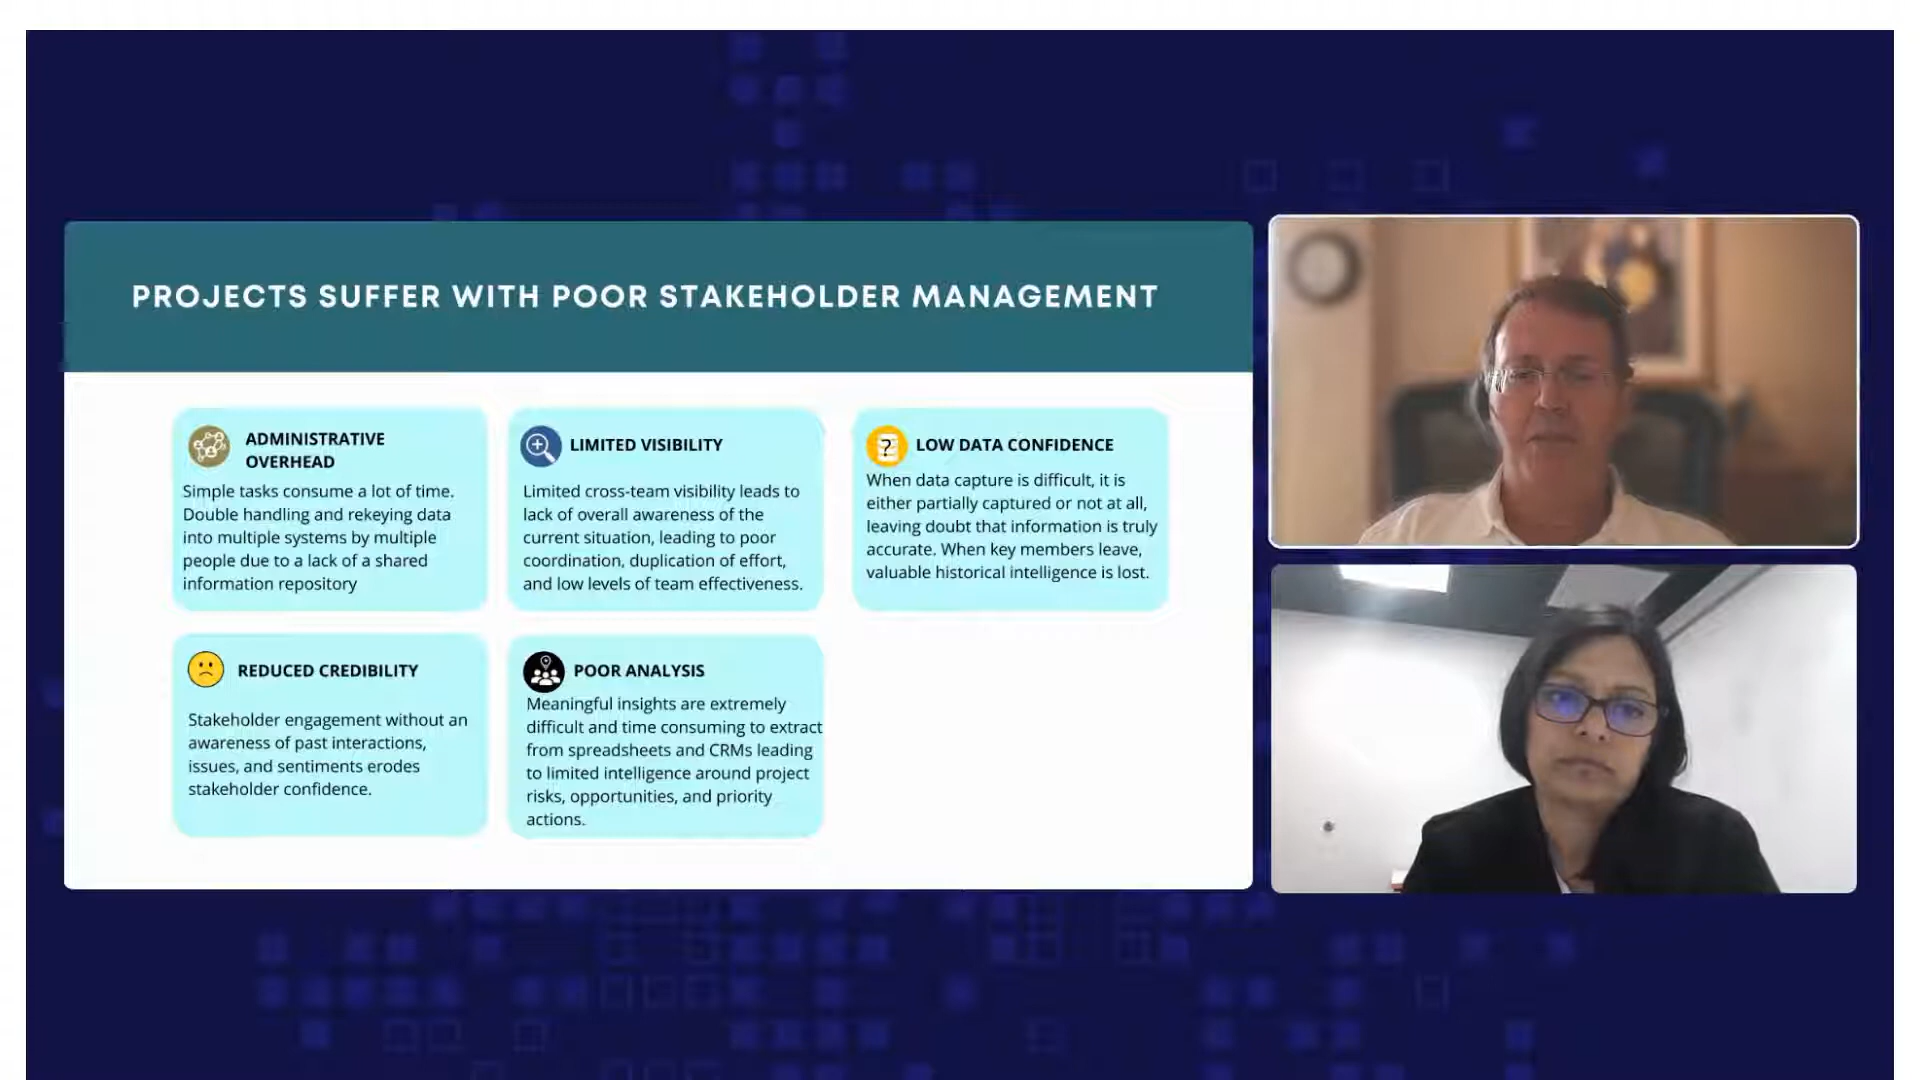 PROJECTS SUFFER WITH POOR STAKEHOLDER MANAGEMENT
ADMINISTRATIVE
OVERHEAD
Simple tasks consume a lot of time.
Double handling and rekeying data
into multiple systems by multiple
people due to a lack of a shared
information repository
LIMITED VISIBILITY
Limited cross-team visibility leads to
lack of overall awareness of the
current situation, leading to poor
coordination, duplication of effort,
and low levels of team effectiveness.
?
LOW DATA CONFIDENCE
When data capture is difficult, it is
either partially captured or not at all,
leaving doubt that information is truly
accurate. When key members leave,
valuable historical intelligence is lost.
REDUCED CREDIBILITY
Stakeholder engagement without an
awareness of past interactions,
issues, and sentiments erodes
stakeholder confidence.
POOR ANALYSIS
Meaningful insights are extremely
difficult and time consuming to extract
from spreadsheets and CRMs leading
to limited intelligence around project
risks, opportunities, and priority
actions.